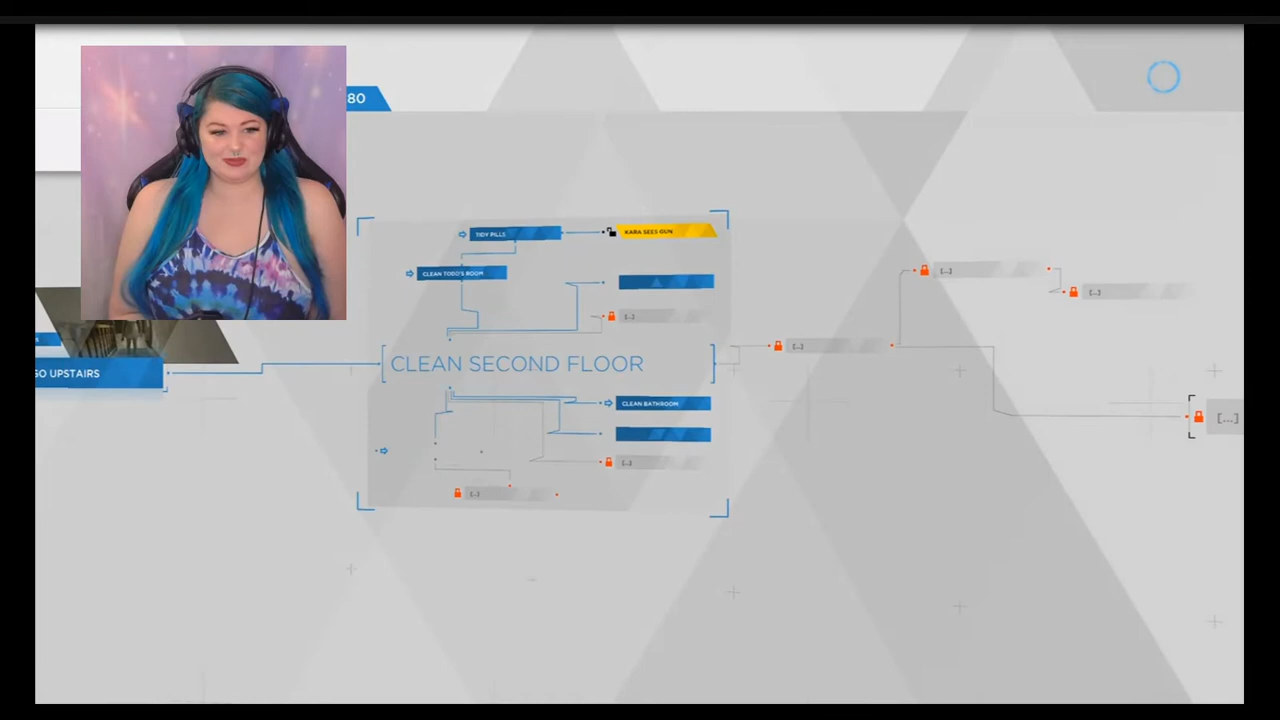 80
TIDY PILLS
KARA SEES GUN
CLEAN TODD'S ROOM
[...]
[...]
[...]
CLEAN SECOND FLOOR
[...]
GO UPSTAIRS
CLEAN BATHROOM
[...]
[...]
[...]